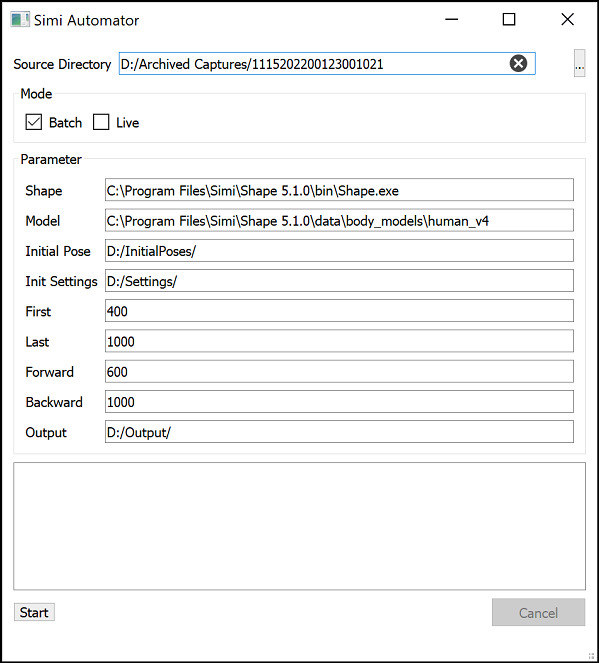 Simi Automator
Source Directory D:/Archived Captures/1115202200123001021 ...
Mode
Batch Live
Parameter
Shape C:\Program Files\Simi\Shape 5.1.0\bin\Shape.exe
Model C:\Program Files\Simi\Shape 5.1.0\data\body_models\human_v4
Initial Pose D:/InitialPoses/
Init Settings D:/Settings/
First 400
Last 1000
Forward 600
Backward 1000
Output D:/Output/
Start Cancel